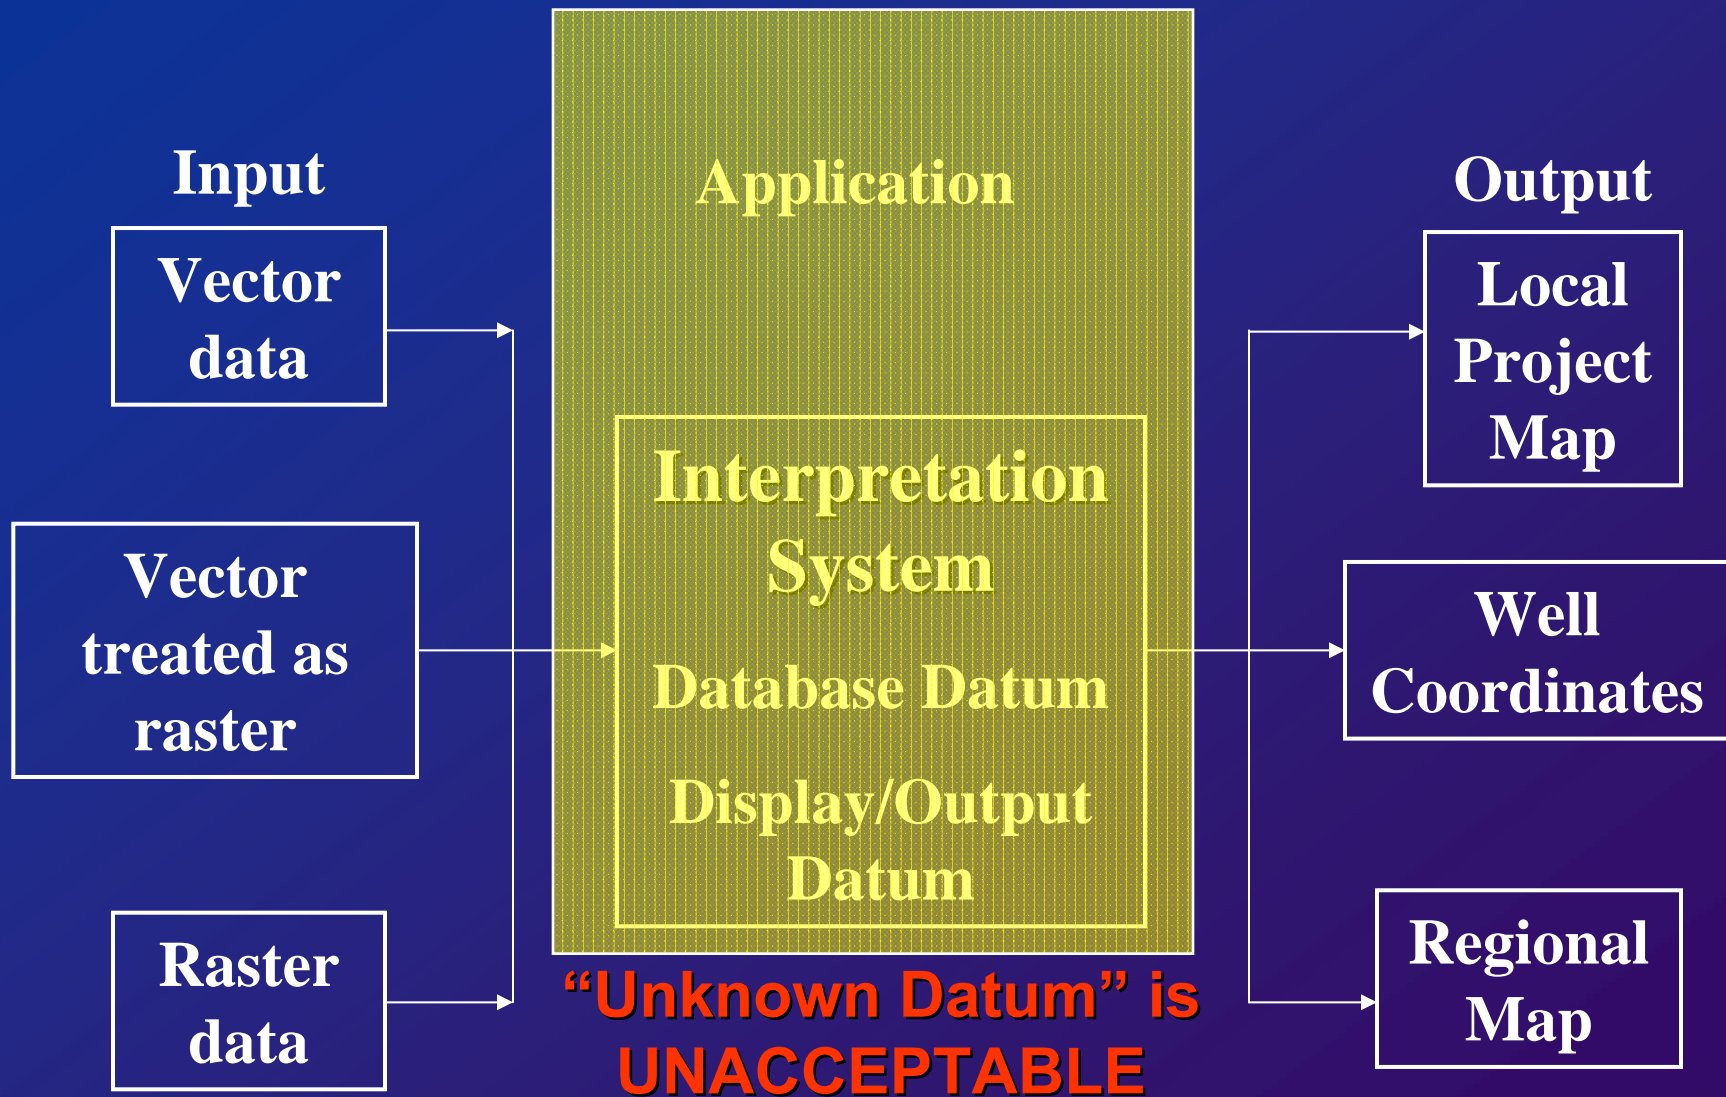 Input
Vector
data
Vector
treated as
raster
Raster
data
Application
Interpretation
System
Database Datum
Display/Output
Datum
“Unknown Datum” is
UNACCEPTABLE
Output
Local
Project
Map
Well
Coordinates
Regional
Map